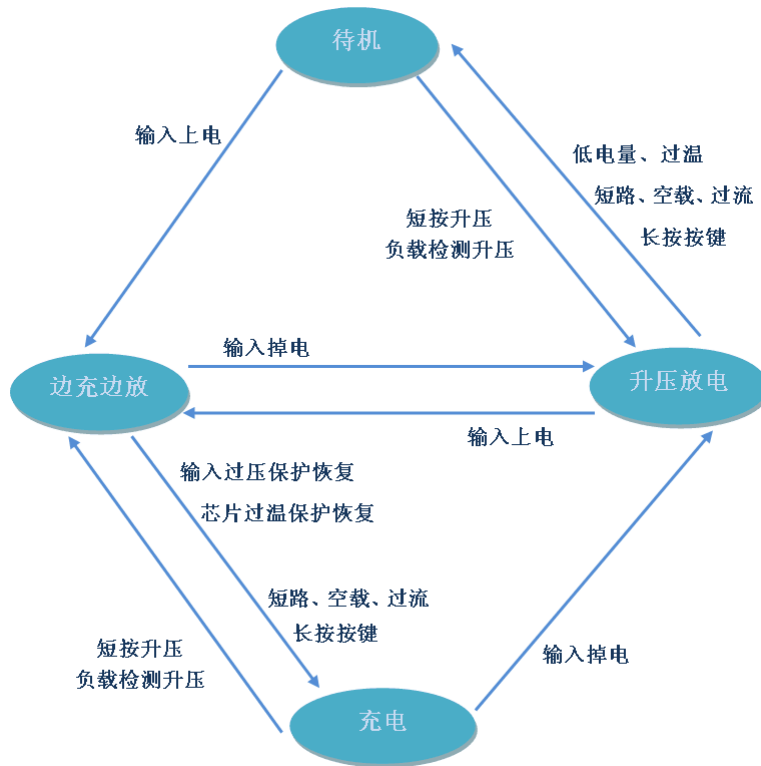 待机
输入上电
低电量、过温
短路、空载、过流
长按按键
短按升压
负载检测升压
输入掉电
边充边放
升压放电
输入上电
输入过压保护恢复
芯片过温保护恢复
短路、空载、过流
长按按键
短按升压
负载检测升压
输入掉电
充电